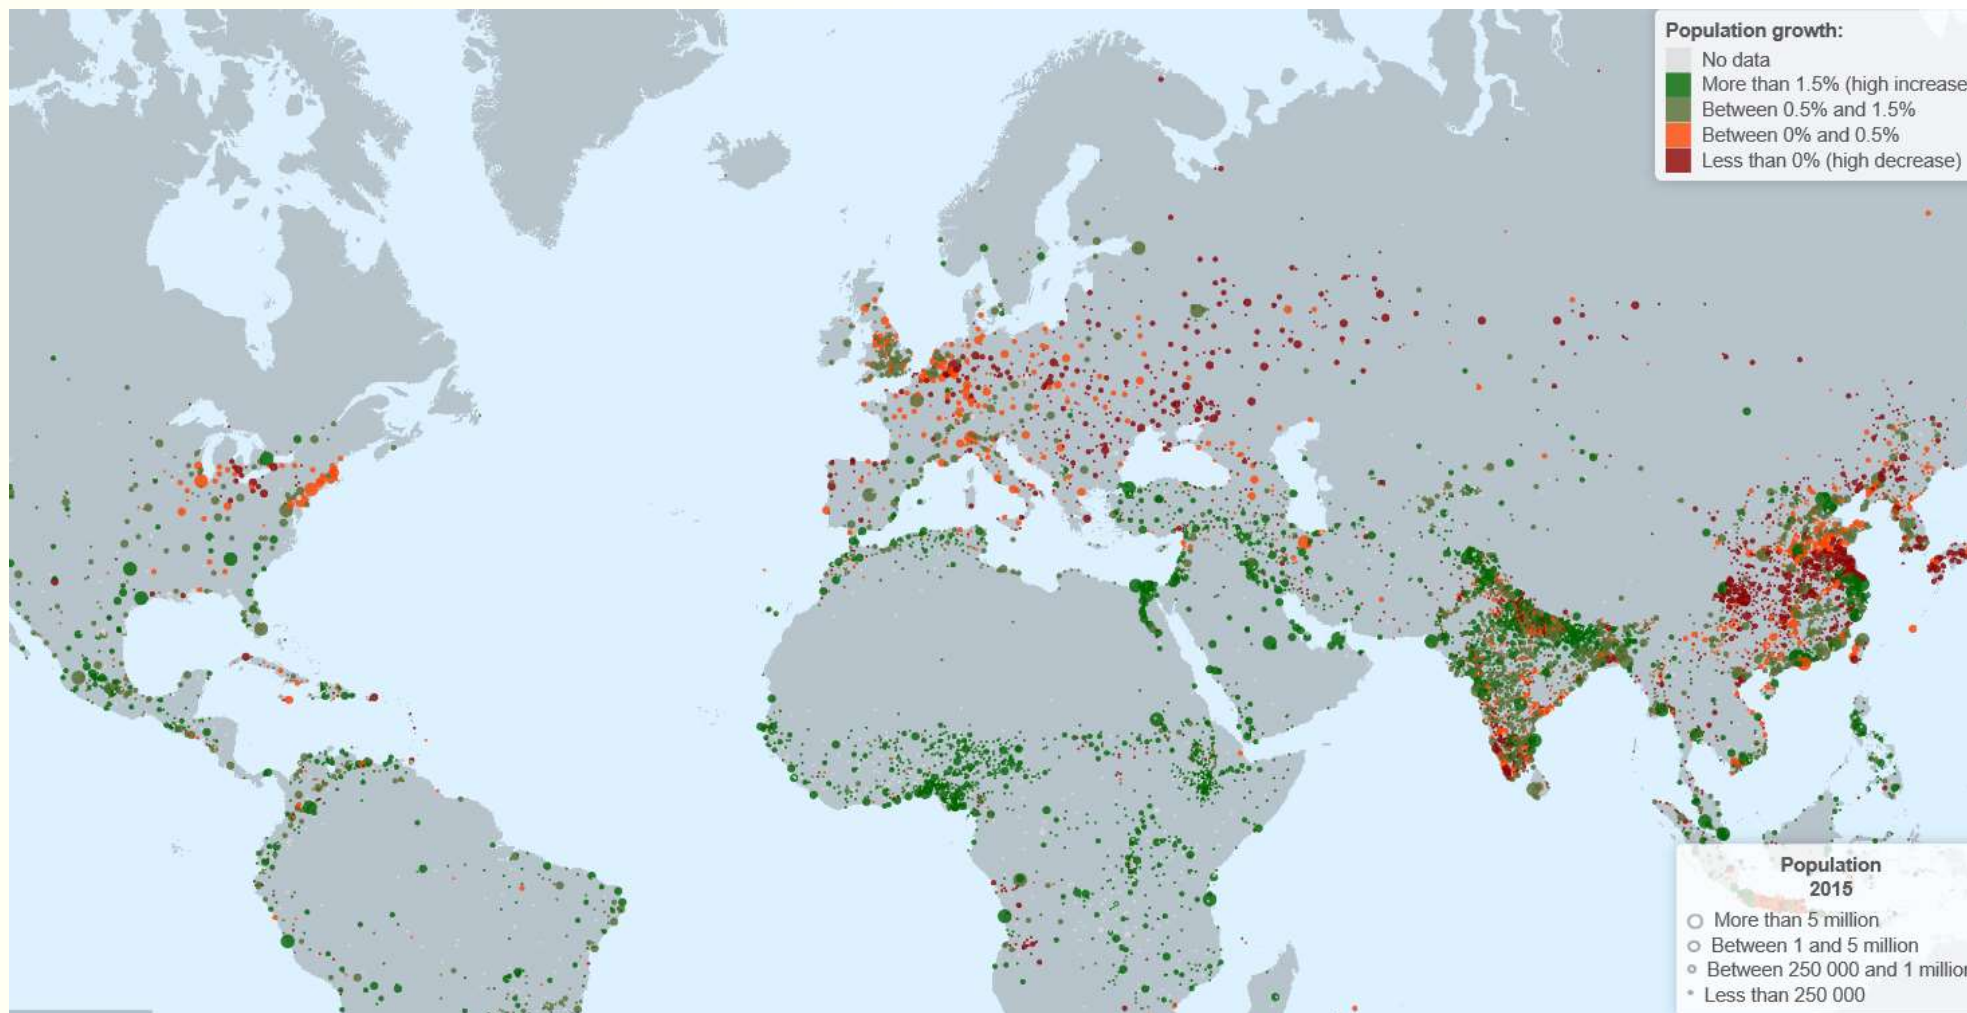 Population growth:
No data
More than 1.5% (high increase
Between 0.5% and 1.5%
Between 0% and 0.5%
Less than 0% (high decrease)
Population
2015
More than 5 million
Between 1 and 5 million
Between 250 000 and 1 million
Less than 250 000